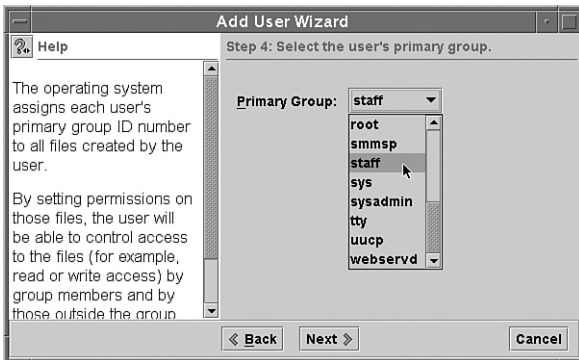 Add User Wizard
Help
The operating system
assigns each user's
primary group ID number
to all files created by the
user.
By setting permissions on
those files, the user will
be able to control access
to the files (for example,
read or write access) by
group members and by
those outside the group
Step 4: Select the user's primary group.
Primary Group: staff
root
smmsp
staff
sys
sysadmin
tty
uucp
webservd
Back Next Cancel